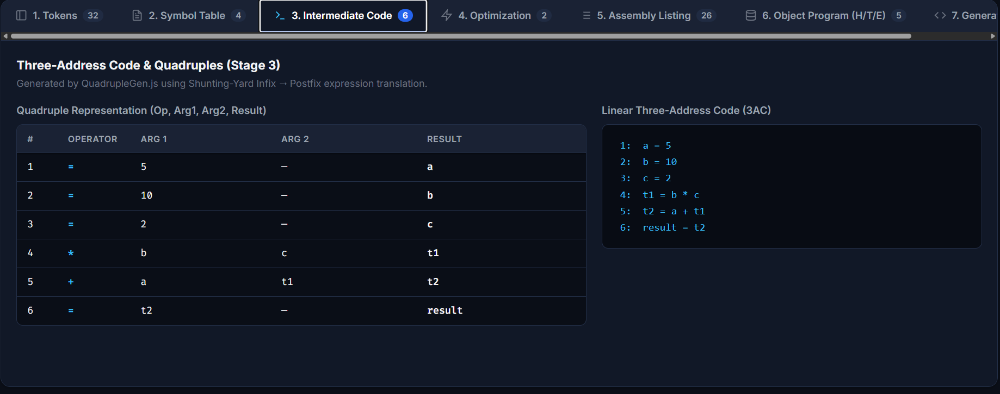 1. Tokens 32 2. Symbol Table 4 3. Intermediate Code 6 4. Optimization 2 5. Assembly Listing 26 6. Object Program (H/T/E) 5 7. Genera
Three-Address Code & Quadruples (Stage 3)
Generated by QuadrupleGen.js using Shunting-Yard Infix → Postfix expression translation.
Quadruple Representation (Op, Arg1, Arg2, Result)
# OPERATOR ARG 1 ARG 2 RESULT
1 = 5 — a
2 = 10 — b
3 = 2 — c
4 * b c t1
5 + a t1 t2
6 = t2 — result
Linear Three-Address Code (3AC)
1: a = 5
2: b = 10
3: c = 2
4: t1 = b * c
5: t2 = a + t1
6: result = t2